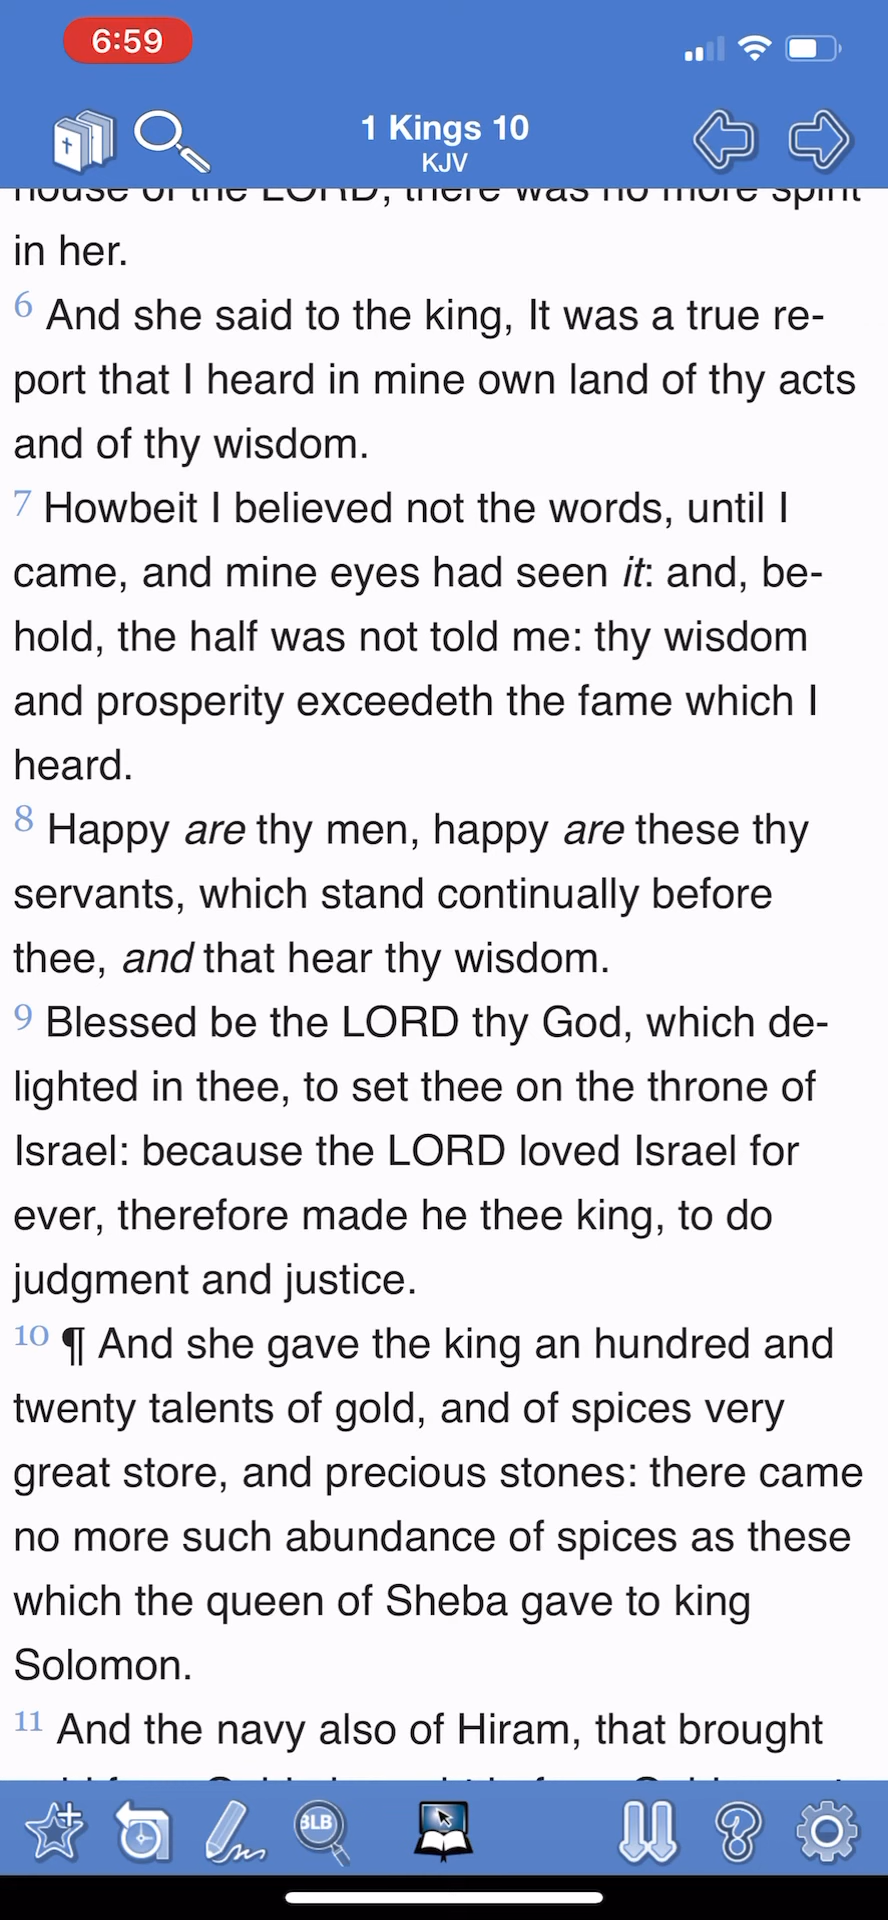 6:59
1 Kings 10
KJV
house of the LORD, there was no more spirit
in her.
6 And she said to the king, It was a true re-
port that I heard in mine own land of thy acts
and of thy wisdom.
7 Howbeit I believed not the words, until I
came, and mine eyes had seen it: and, be-
hold, the half was not told me: thy wisdom
and prosperity exceedeth the fame which I
heard.
8 Happy are thy men, happy are these thy
servants, which stand continually before
thee, and that hear thy wisdom.
9 Blessed be the LORD thy God, which de-
lighted in thee, to set thee on the throne of
Israel: because the LORD loved Israel for
ever, therefore made he thee king, to do
judgment and justice.
10 ¶ And she gave the king an hundred and
twenty talents of gold, and of spices very
great store, and precious stones: there came
no more such abundance of spices as these
which the queen of Sheba gave to king
Solomon.
11 And the navy also of Hiram, that brought
BLB